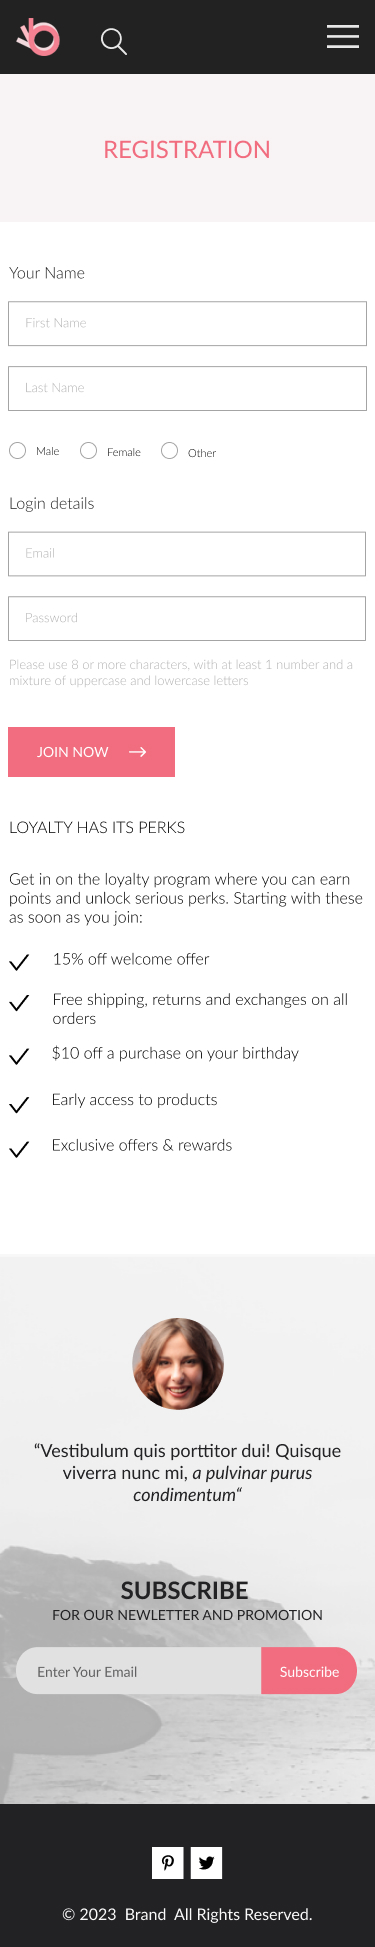 REGISTRATION
Your Name
First Name
Last Name
Male
Female
Other
Login details
Email
Password
Please use 8 or more characters, with at least 1 number and a
mixture of uppercase and lowercase letters
JOIN NOW
LOYALTY HAS ITS PERKS
Get in on the loyalty program where you can earn
points and unlock serious perks. Starting with these
as soon as you join:
15% off welcome offer
Free shipping, returns and exchanges on all
orders
$10 off a purchase on your birthday
Early access to products
Exclusive offers & rewards
“Vestibulum quis porttitor dui! Quisque
viverra nunc mi, a pulvinar purus
condimentum“
SUBSCRIBE
FOR OUR NEWLETTER AND PROMOTION
Enter Your Email
Subscribe
© 2023  Brand  All Rights Reserved.